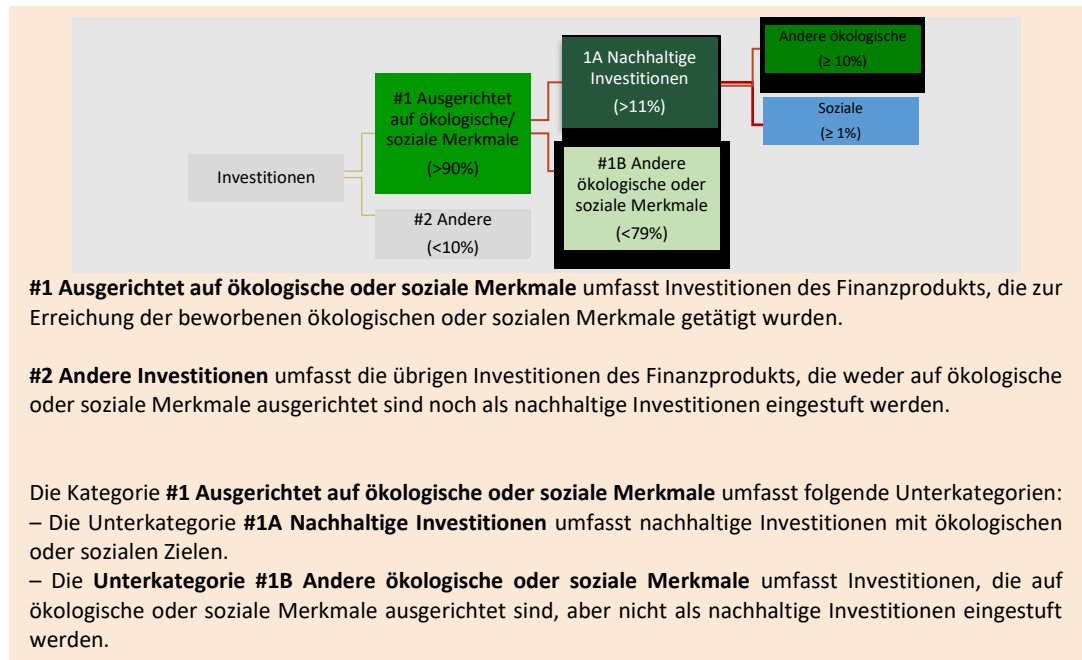 Investitionen
#1 Ausgerichtet
auf ökologische/
soziale Merkmale
(>90%)
#2 Andere
(<10%)
1A Nachhaltige
Investitionen
(>11%)
#1B Andere
ökologische oder
soziale Merkmale
(<79%)
Andere ökologische
(≥ 10%)
Soziale
(≥ 1%)
#1 Ausgerichtet auf ökologische oder soziale Merkmale umfasst Investitionen des Finanzprodukts, die zur
Erreichung der beworbenen ökologischen oder sozialen Merkmale getätigt wurden.
#2 Andere Investitionen umfasst die übrigen Investitionen des Finanzprodukts, die weder auf ökologische
oder soziale Merkmale ausgerichtet sind noch als nachhaltige Investitionen eingestuft werden.
Die Kategorie #1 Ausgerichtet auf ökologische oder soziale Merkmale umfasst folgende Unterkategorien:
– Die Unterkategorie #1A Nachhaltige Investitionen umfasst nachhaltige Investitionen mit ökologischen
oder sozialen Zielen.
– Die Unterkategorie #1B Andere ökologische oder soziale Merkmale umfasst Investitionen, die auf
ökologische oder soziale Merkmale ausgerichtet sind, aber nicht als nachhaltige Investitionen eingestuft
werden.